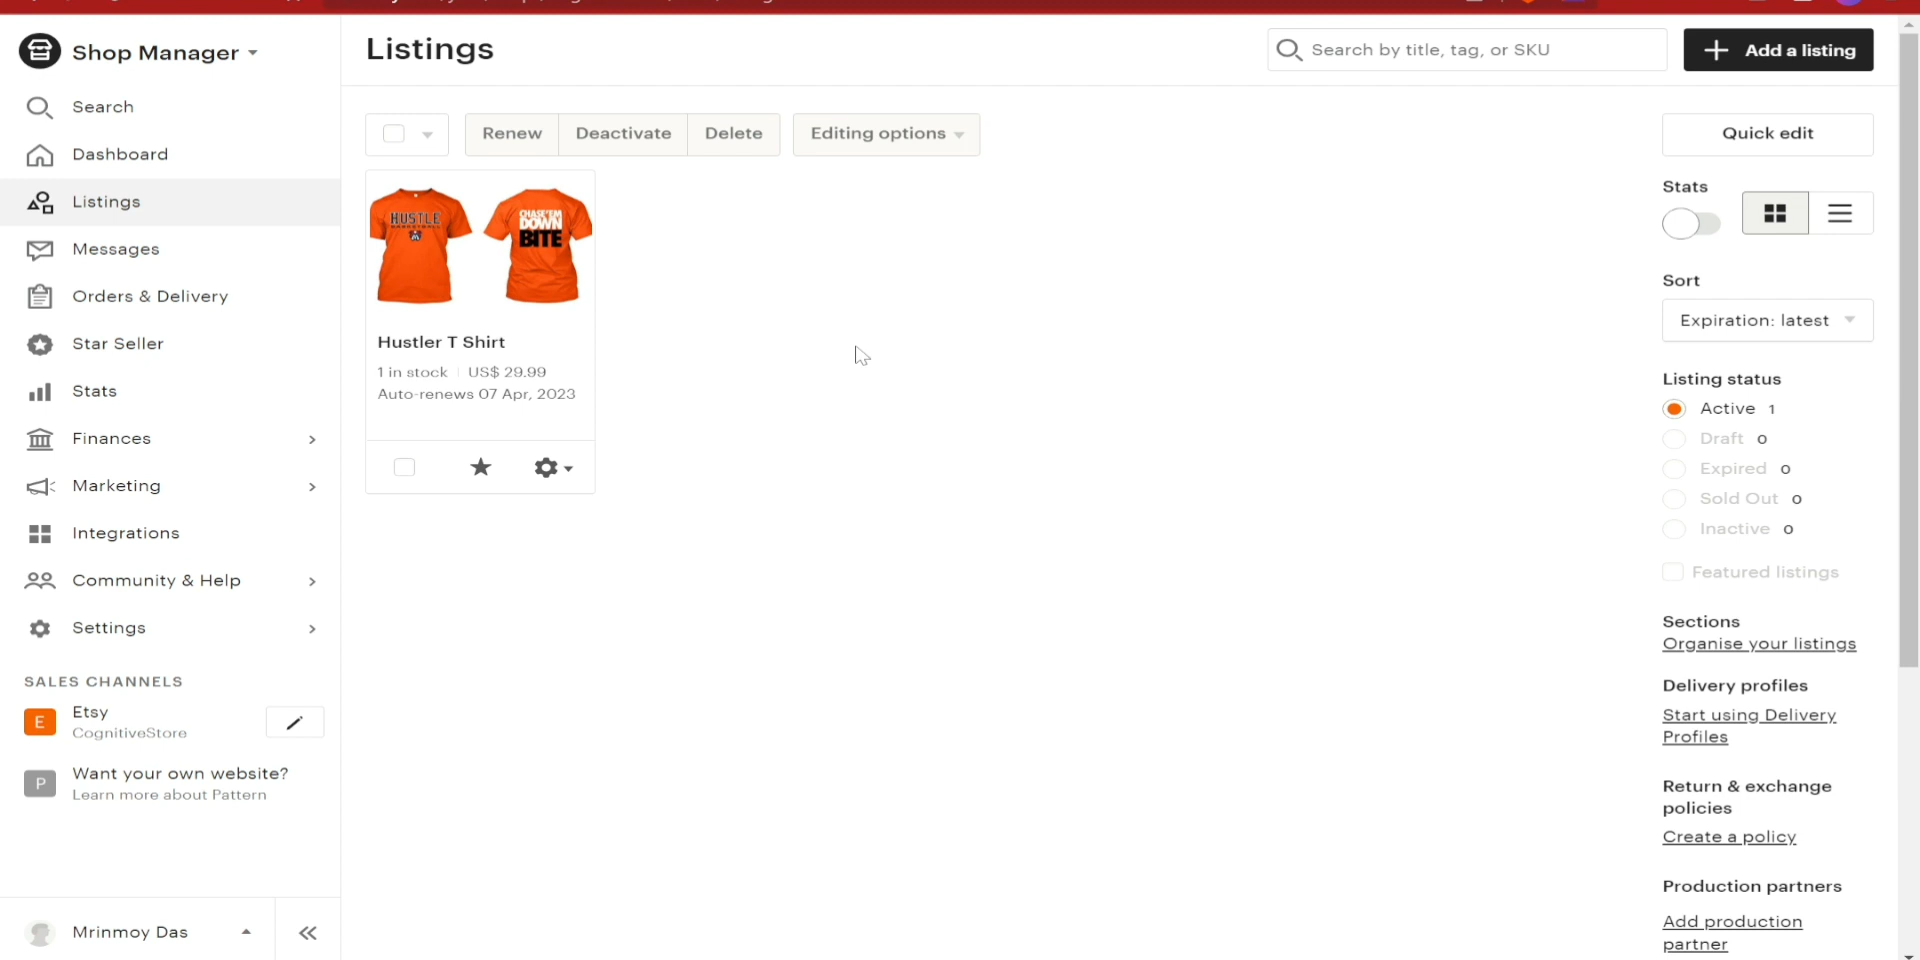 Shop Manager
Search
Dashboard
Listings
Messages
Orders & Delivery
Star Seller
Stats
Finances
Marketing
Integrations
Community & Help
Settings
SALES CHANNELS
E
Etsy
CognitiveStore
P
Want your own website?
Learn more about Pattern
Mrinmoy Das
Listings
Search by title, tag, or SKU
Add a listing
Renew
Deactivate
Delete
Editing options
HUSTLE
CHASE'EM
DOWN
BITE
Hustler T Shirt
1 in stock US$ 29.99
Auto-renews 07 Apr, 2023
Quick edit
Stats
Sort
Expiration: latest
Listing status
Active 1
Draft 0
Expired 0
Sold Out 0
Inactive 0
Featured listings
Sections
Organise your listings
Delivery profiles
Start using Delivery
Profiles
Return & exchange
policies
Create a policy
Production partners
Add production
partner